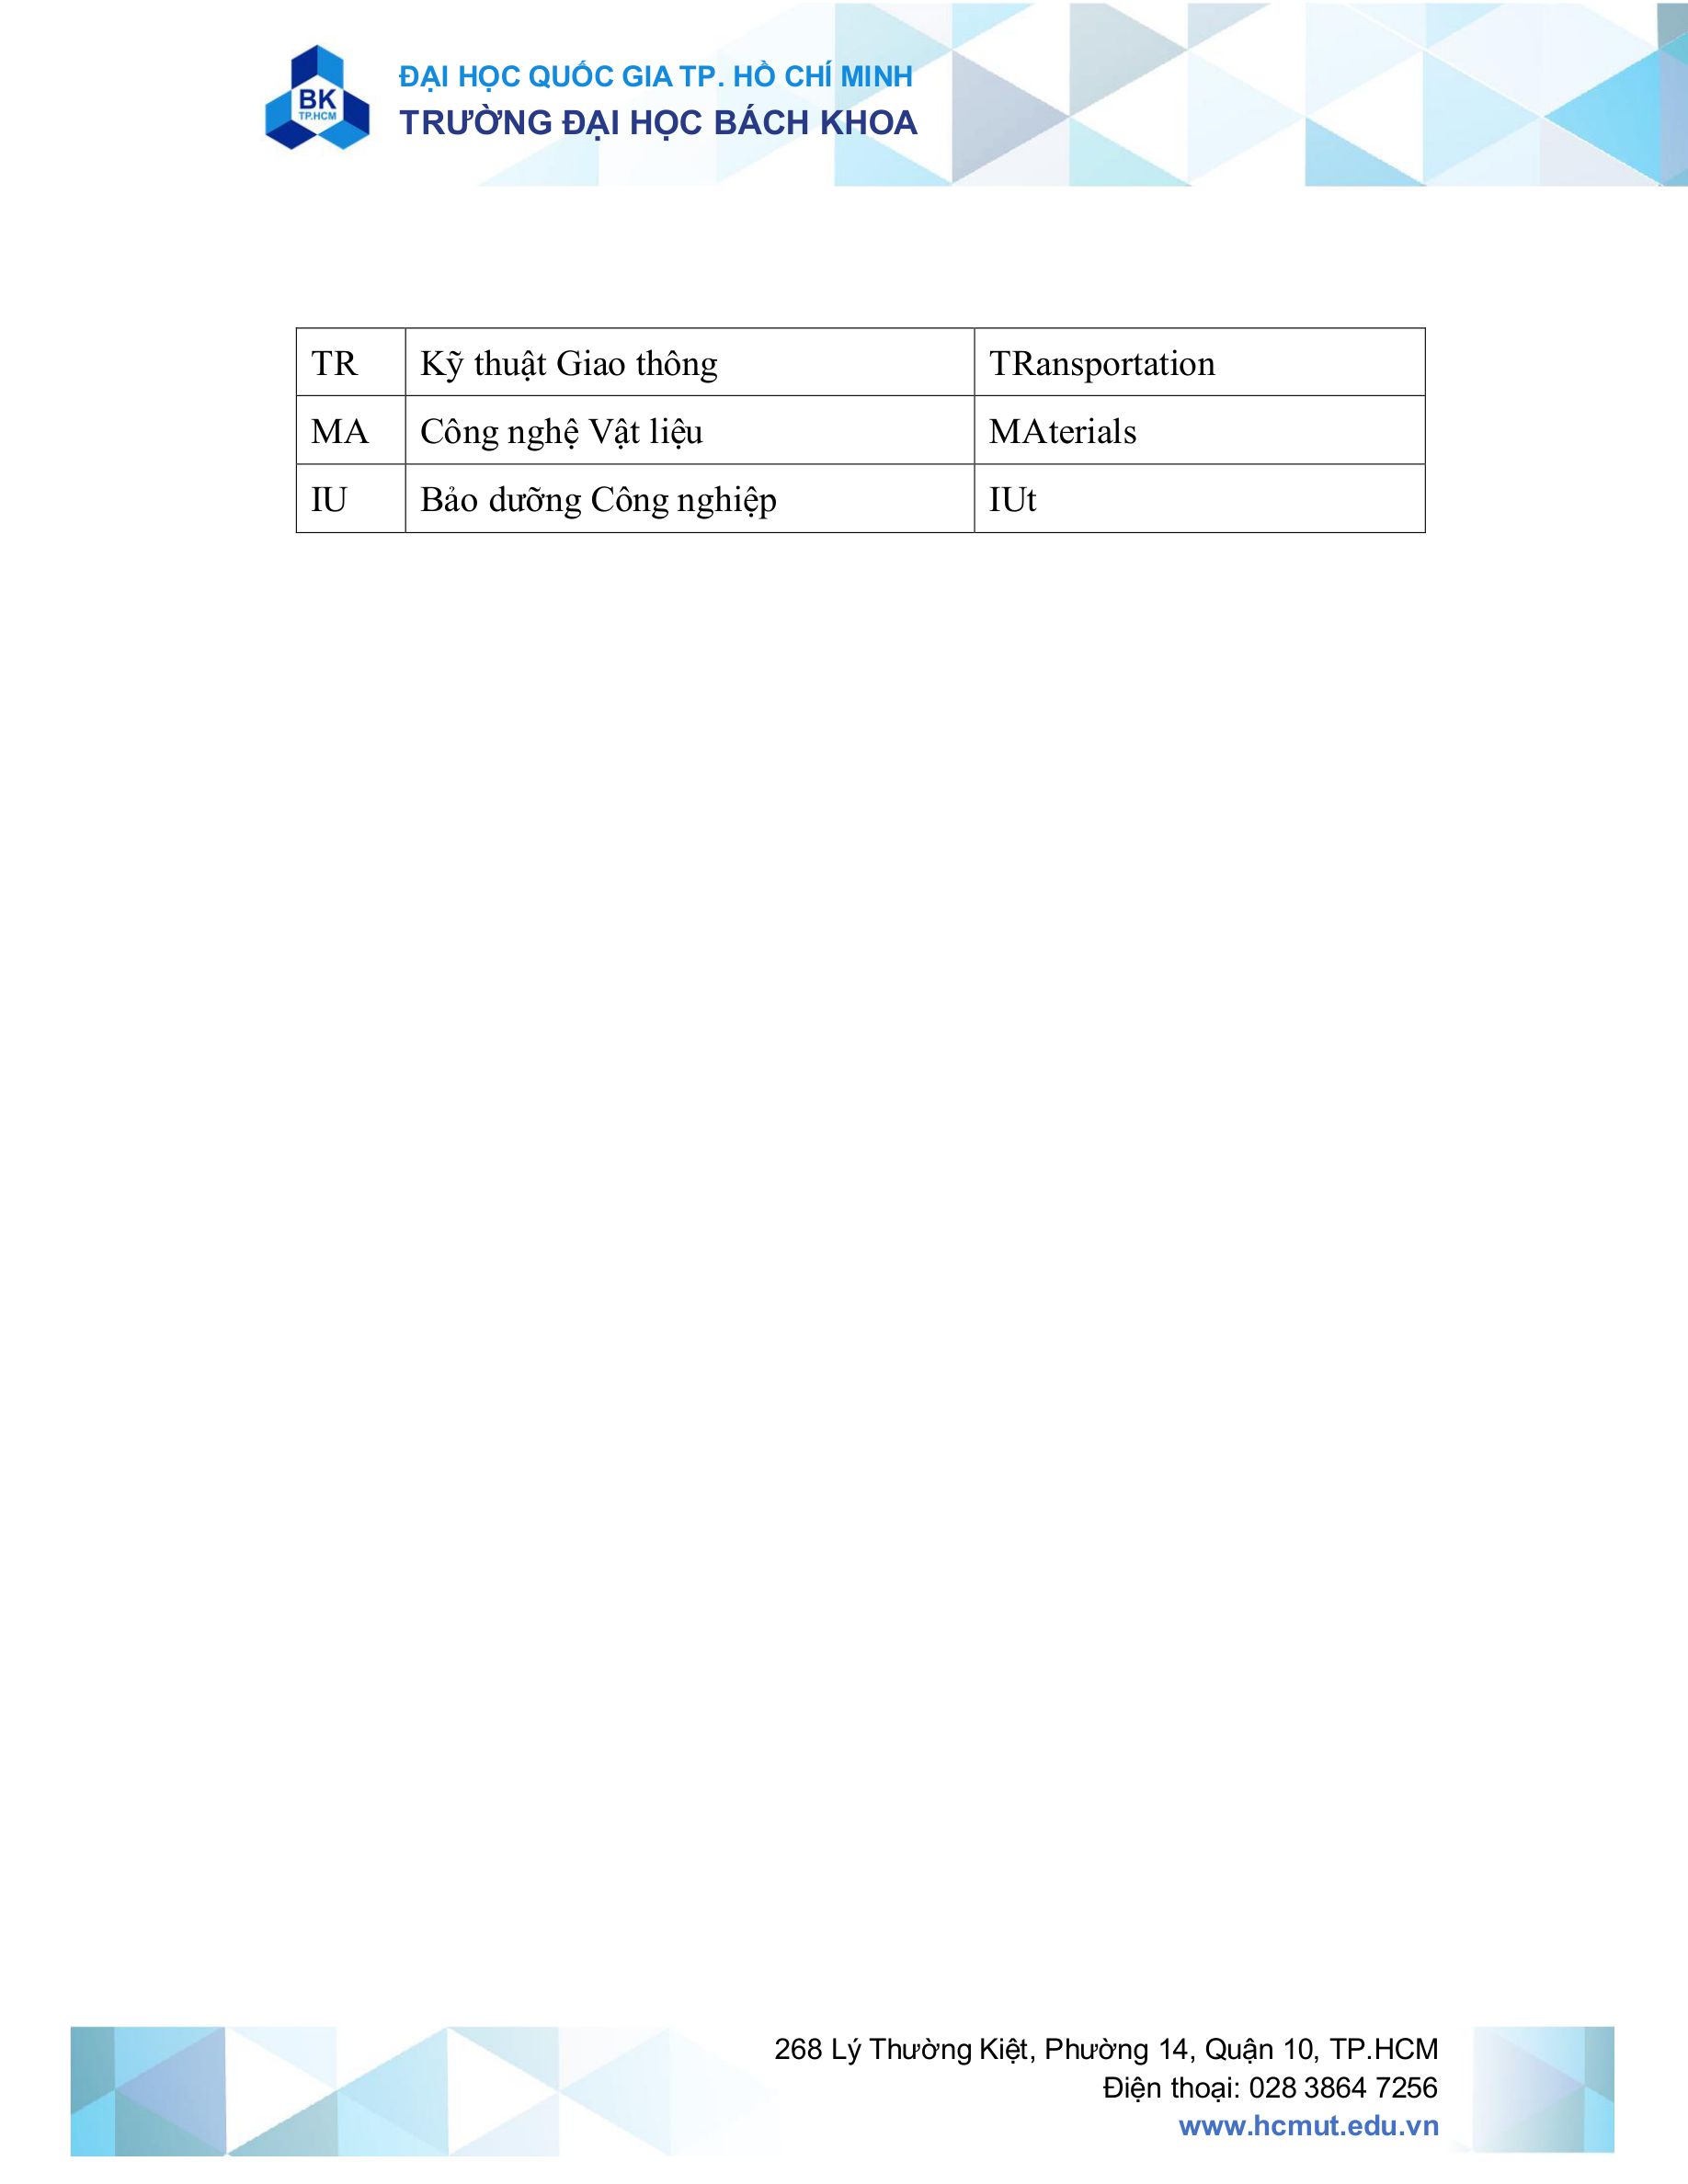 BK
TP.HCM
ĐẠI HỌC QUỐC GIA TP. HỒ CHÍ MINH
TRƯỜNG ĐẠI HỌC BÁCH KHOA
TR Kỹ thuật Giao thông TRansportation
MA Công nghệ Vật liệu MAterials
IU Bảo dưỡng Công nghiệp IUt
268 Lý Thường Kiệt, Phường 14, Quận 10, TP.HCM
Điện thoại: 028 3864 7256
www.hcmut.edu.vn